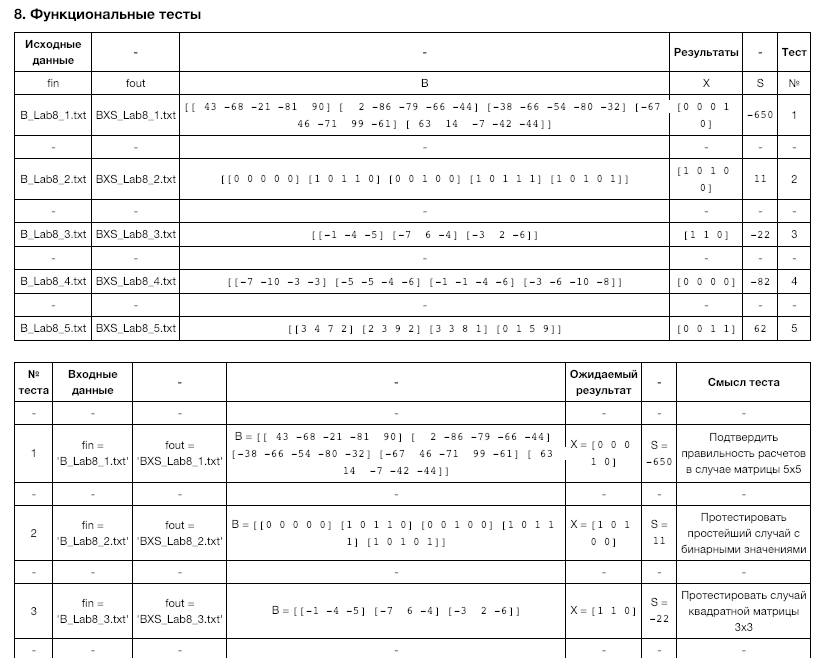 8. Функциональные тесты
Исходные данные - - Результаты - Тест
fin fout B X S №
B_Lab8_1.txt BXS_Lab8_1.txt [[ 43 -68 -21 -81  90] [  2 -86 -79 -66 -44] [-38 -66 -54 -80 -32] [-67 46 -71  99 -61] [ 63  14  -7 -42 -44]] [0 0 0 1 0] -650 1
- - - - - -
B_Lab8_2.txt BXS_Lab8_2.txt [[0 0 0 0 0] [1 0 1 1 0] [0 0 1 0 0] [1 0 1 1 1] [1 0 1 0 1]] [1 0 1 0 0] 11 2
- - - - - -
B_Lab8_3.txt BXS_Lab8_3.txt [[-1 -4 -5] [-7  6 -4] [-3  2 -6]] [1 1 0] -22 3
- - - - - -
B_Lab8_4.txt BXS_Lab8_4.txt [[-7 -10 -3 -3] [-5 -5 -4 -6] [-1 -1 -4 -6] [-3 -6 -10 -8]] [0 0 0 0] -82 4
- - - - - -
B_Lab8_5.txt BXS_Lab8_5.txt [[3 4 7 2] [2 3 9 2] [3 3 8 1] [0 1 5 9]] [0 0 1 1] 62 5
№ теста Входные данные - - Ожидаемый результат - Смысл теста
- - - - - - -
1 fin = 'B_Lab8_1.txt' fout = 'BXS_Lab8_1.txt' B = [[ 43 -68 -21 -81  90] [  2 -86 -79 -66 -44] [-38 -66 -54 -80 -32] [-67  46 -71  99 -61] [ 63 14  -7 -42 -44]] X = [0 0 0 1 0] S = -650 Подтвердить правильность расчетов в случае матрицы 5x5
- - - - - - -
2 fin = 'B_Lab8_2.txt' fout = 'BXS_Lab8_2.txt' B = [[0 0 0 0 0] [1 0 1 1 0] [0 0 1 0 0] [1 0 1 1 1] [1 0 1 0 1]] X = [1 0 1 0 0] S = 11 Протестировать простейший случай с бинарными значениями
- - - - - - -
3 fin = 'B_Lab8_3.txt' fout = 'BXS_Lab8_3.txt' B = [[-1 -4 -5] [-7  6 -4] [-3  2 -6]] X = [1 1 0] S = -22 Протестировать случай квадратной матрицы 3x3
- - - - - - -